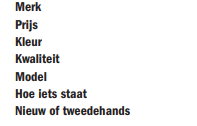 Merk
Prijs
Kleur
Kwaliteit
Model
Hoe iets staat
Nieuw of tweedehands